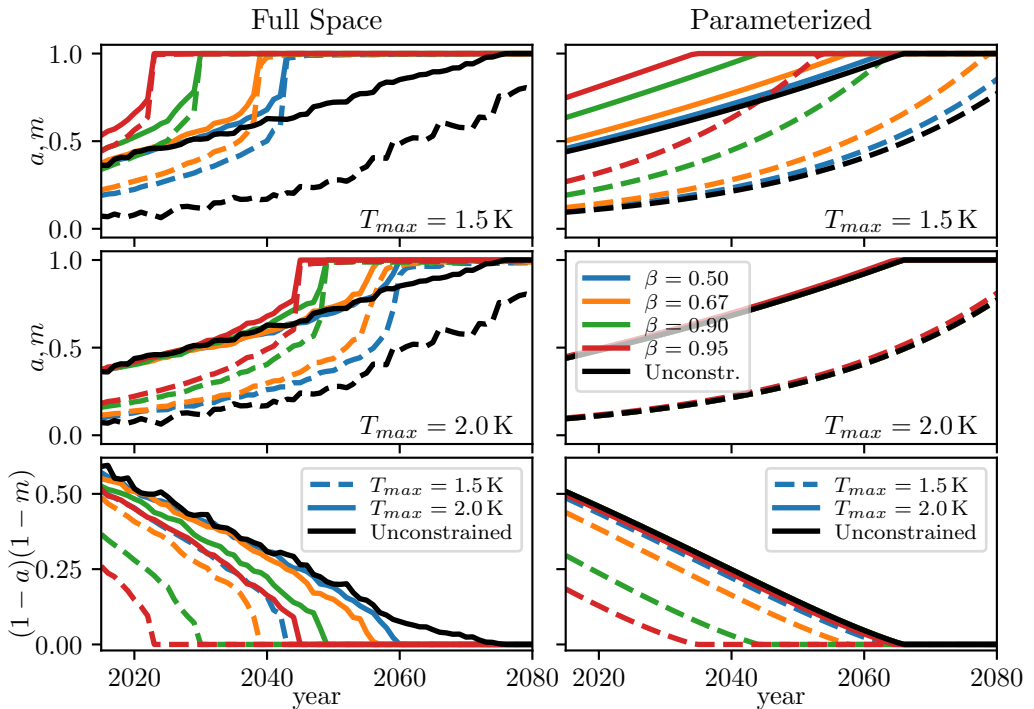 Full Space
Parameterized
1.0
0.5
0.0
a, m
T_max = 1.5 K
T_max = 1.5 K
1.0
0.5
0.0
a, m
T_max = 2.0 K
β = 0.50
β = 0.67
β = 0.90
β = 0.95
Unconstr.
T_max = 2.0 K
0.50
0.25
0.00
(1 − a)(1 − m)
T_max = 1.5 K
T_max = 2.0 K
Unconstrained
T_max = 1.5 K
T_max = 2.0 K
Unconstrained
2020 2040 2060 2080
2020 2040 2060 2080
year
year